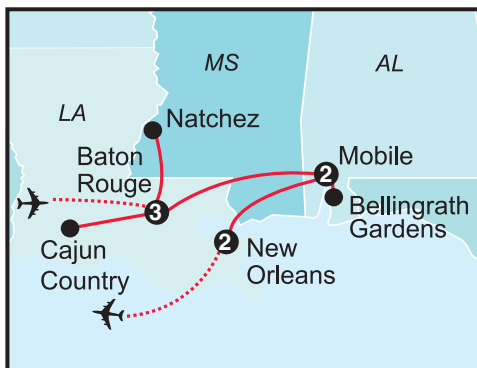 MS
AL
LA
Natchez
Baton
Rouge
Mobile
2
3
Bellingrath
Gardens
Cajun
Country
2
New
Orleans